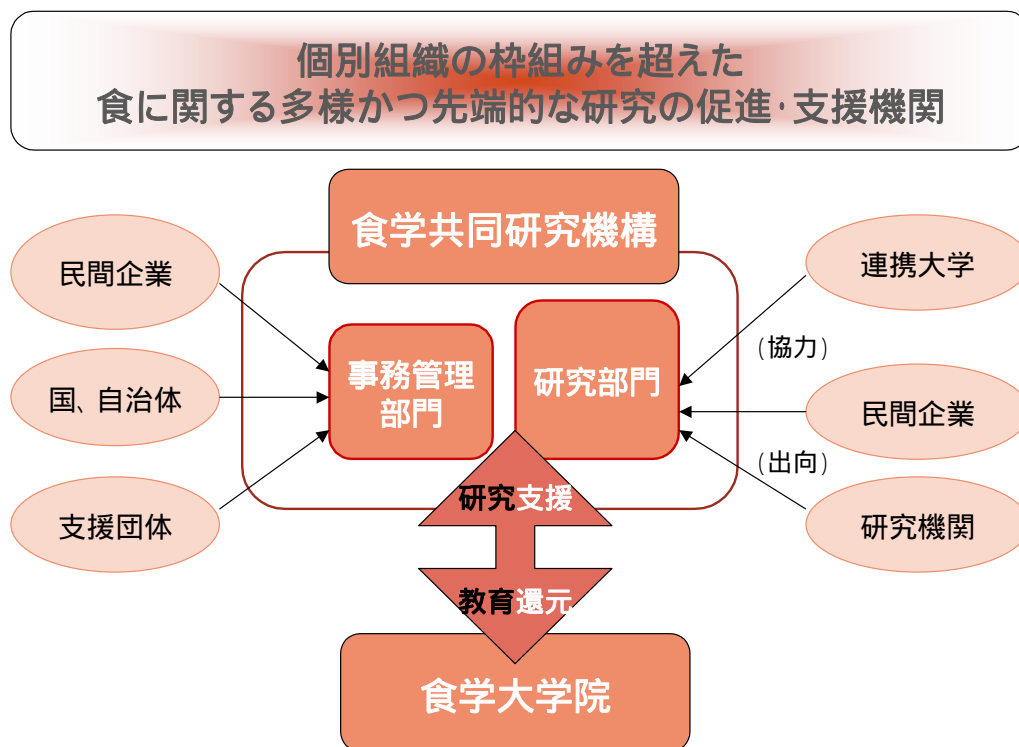 個別組織の枠組みを超えた
食に関する多様かつ先端的な研究の促進・支援機関
食学共同研究機構
民間企業
国、自治体
支援団体
事務管理
部門
研究部門
連携大学
(協力)
民間企業
(出向)
研究機関
研究支援
教育還元
食学大学院